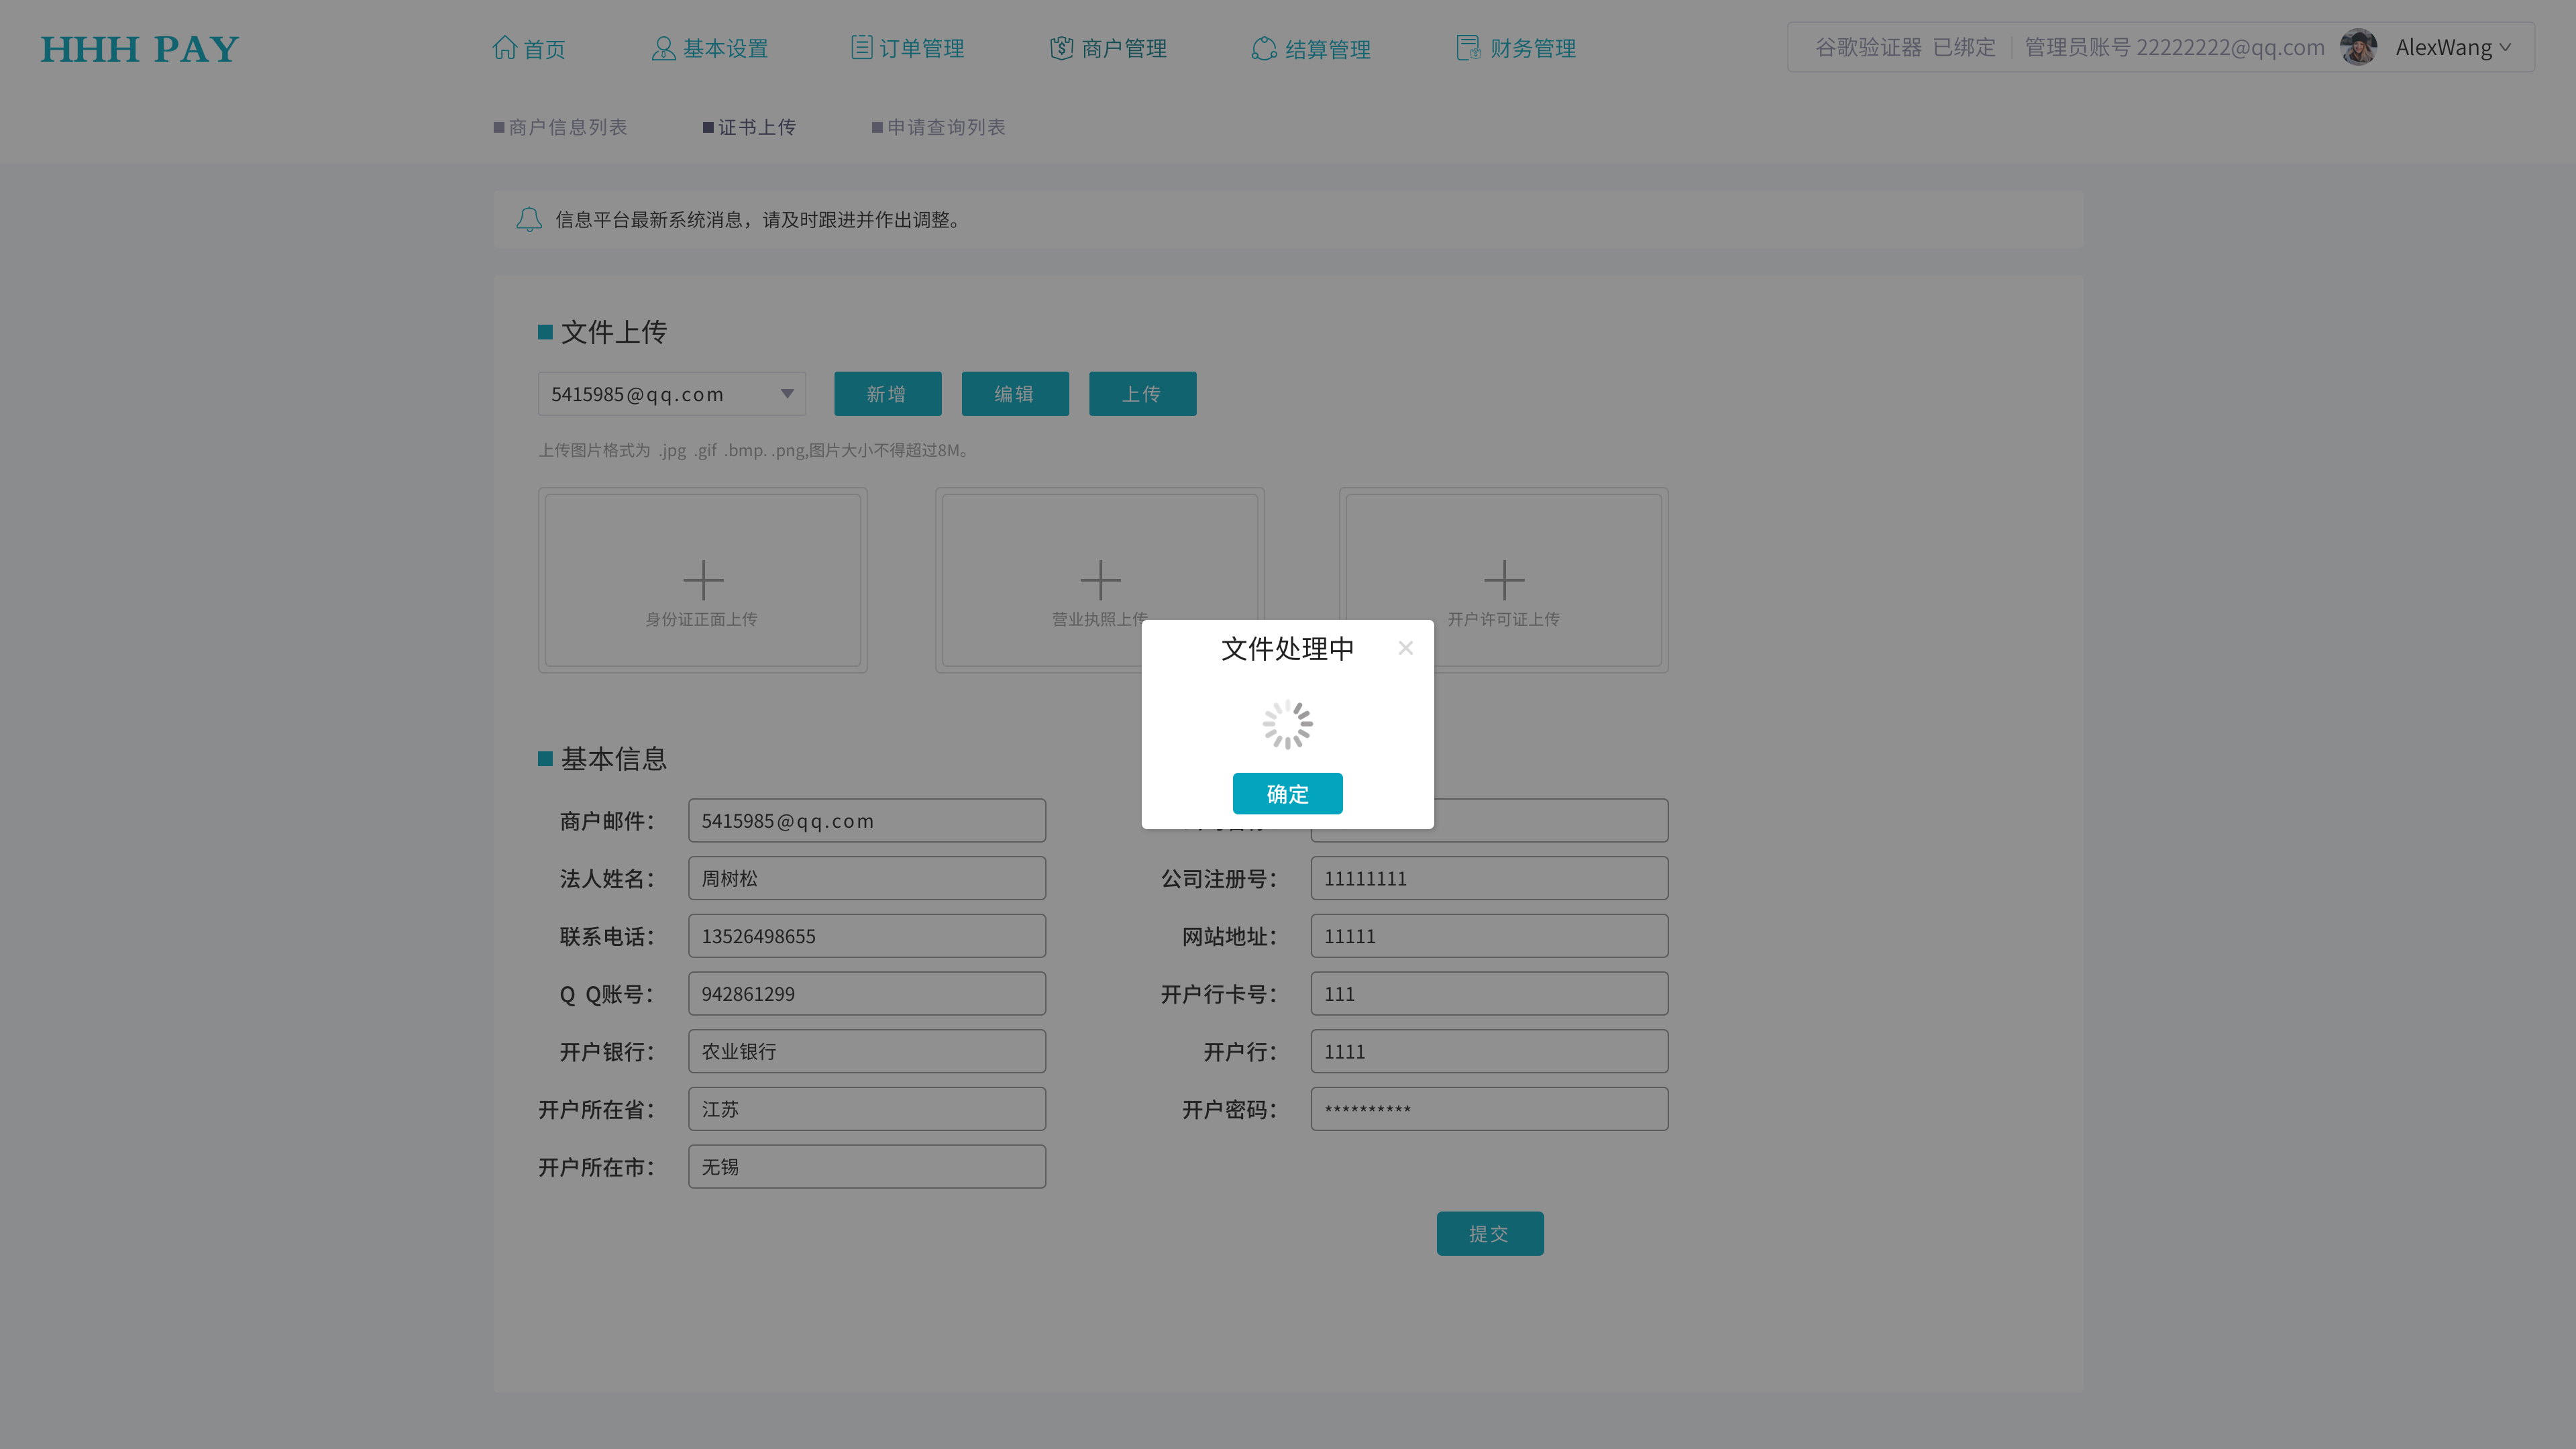 HHH PAY
首页
基本设置
订单管理
商户管理
结算管理
财务管理
谷歌验证器 已绑定
管理员账号 22222222@qq.com
AlexWang
商户信息列表
证书上传
申请查询列表
信息平台最新系统消息，请及时跟进并作出调整。
文件上传
5415985@qq.com
新增
编辑
上传
上传图片格式为 .jpg .gif .bmp. .png,图片大小不得超过8M。
身份证正面上传
营业执照上传
开户许可证上传
文件处理中
确定
基本信息
商户邮件： 5415985@qq.com
法人姓名： 周树松
公司注册号： 11111111
联系电话： 13526498655
网站地址： 11111
Q Q账号： 942861299
开户行卡号： 111
开户银行： 农业银行
开户行： 1111
开户所在省： 江苏
开户密码： **********
开户所在市： 无锡
提交